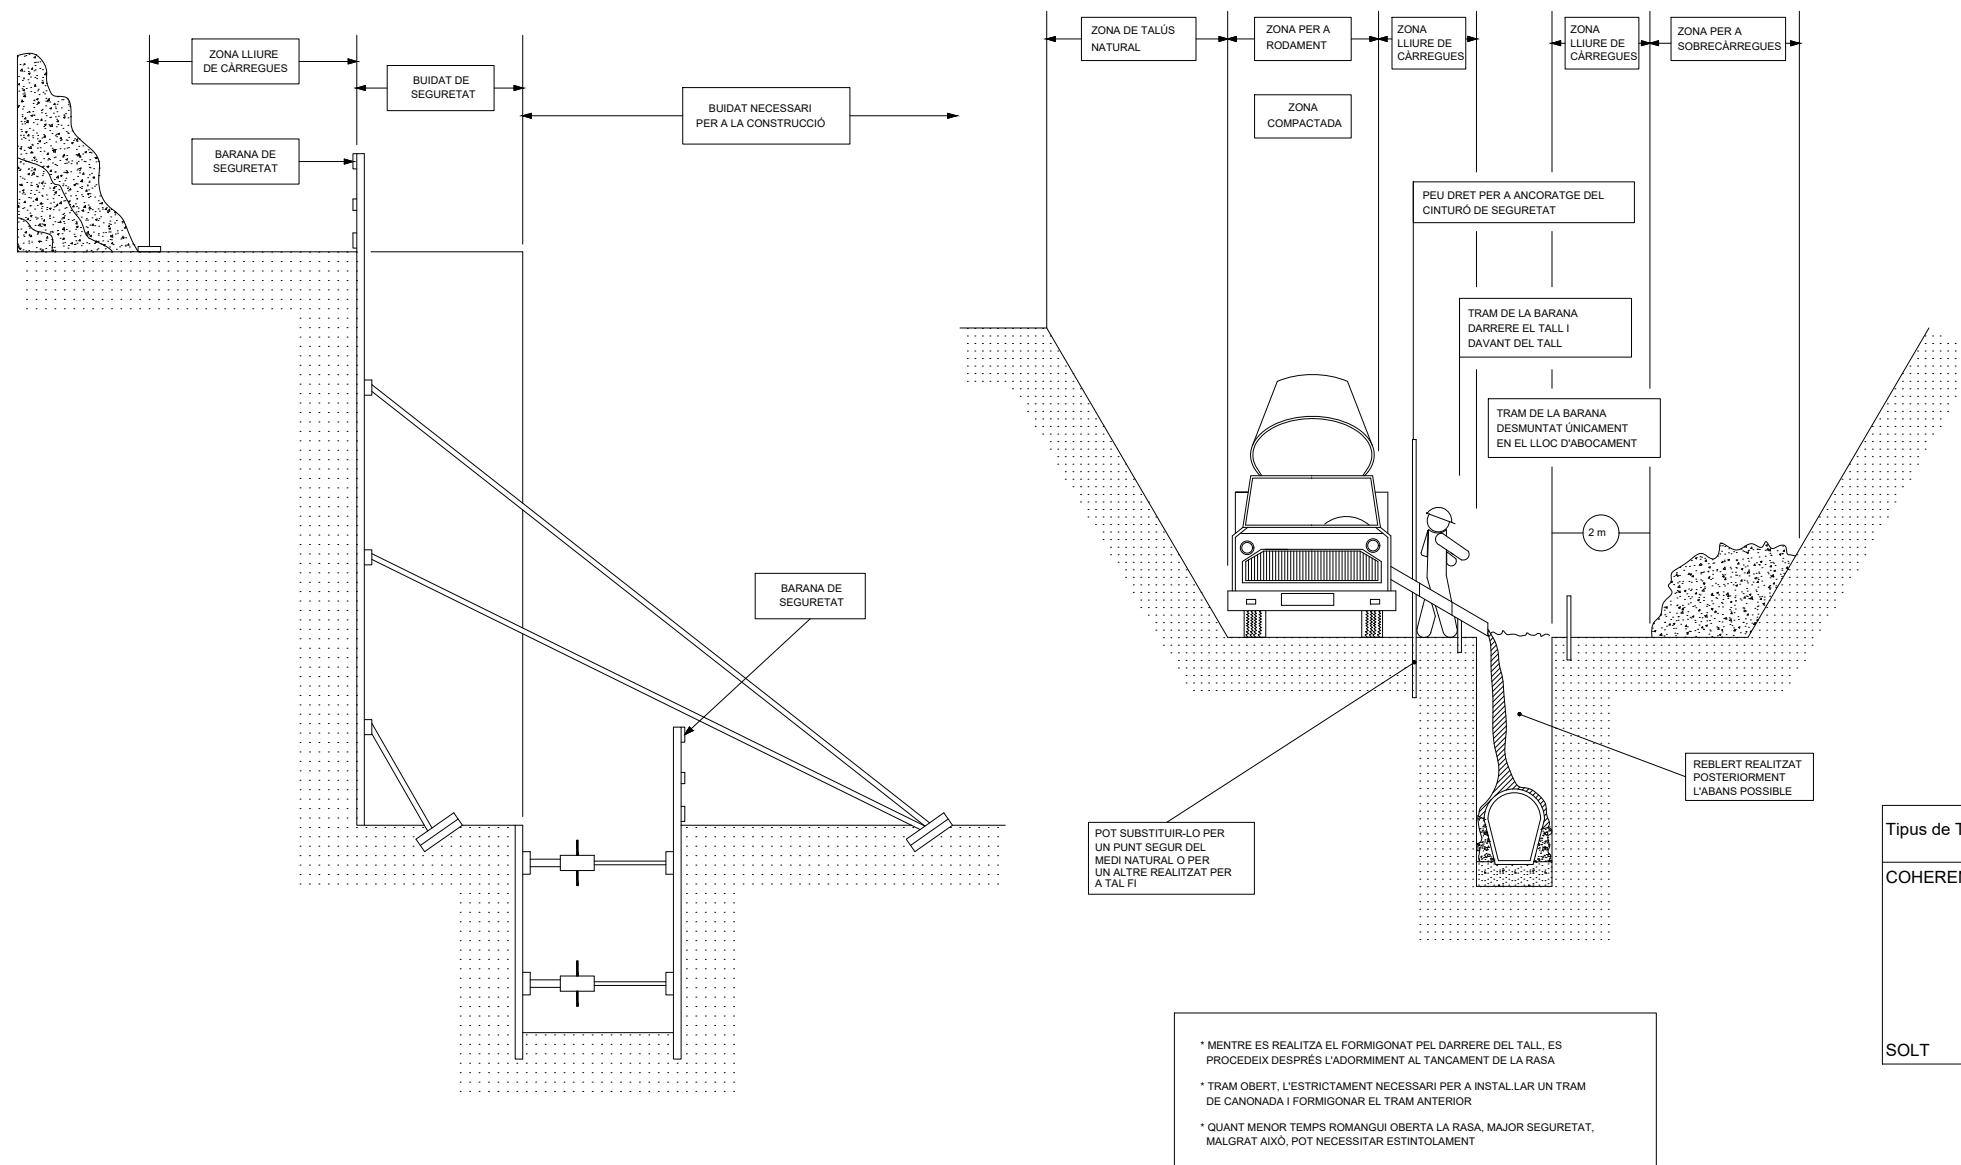 ZONA LLIURE
DE CÀRREGUES
BUIDAT DE
SEGURETAT
BUIDAT NECESSARI
PER A LA CONSTRUCCIÓ
BARANA DE
SEGURETAT
BARANA DE
SEGURETAT
ZONA DE TALÚS
NATURAL
ZONA PER A
RODAMENT
ZONA
LLIURE DE
CÀRREGUES
ZONA
LLIURE DE
CÀRREGUES
ZONA PER A
SOBRECÀRREGUES
ZONA
COMPACTADA
PEU DRET PER A ANCORATGE DEL
CINTURÓ DE SEGURETAT
TRAM DE LA BARANA
DARRERE EL TALL I
DAVANT DEL TALL
TRAM DE LA BARANA
DESMUNTAT ÚNICAMENT
EN EL LLOC D'ABOCAMENT
2 m
REBLERT REALITZAT
POSTERIORMENT
L'ABANS POSSIBLE
POT SUBSTITUIR-LO PER
UN PUNT SEGUR DEL
MEDI NATURAL O PER
UN ALTRE REALITZAT PER
A TAL FI
* MENTRE ES REALITZA EL FORMIGONAT PEL DARRERE DEL TALL, ES
PROCEDEIX DESPRÉS L'ADORMIMENT AL TANCAMENT DE LA RASA
* TRAM OBERT, L'ESTRICTAMENT NECESSARI PER A INSTAL.LAR UN TRAM
DE CANONADA I FORMIGONAR EL TRAM ANTERIOR
* QUANT MENOR TEMPS ROMANGUI OBERTA LA RASA, MAJOR SEGURETAT,
MALGRAT AIXÒ, POT NECESSITAR ESTINTOLAMENT
Tipus de
SOLT